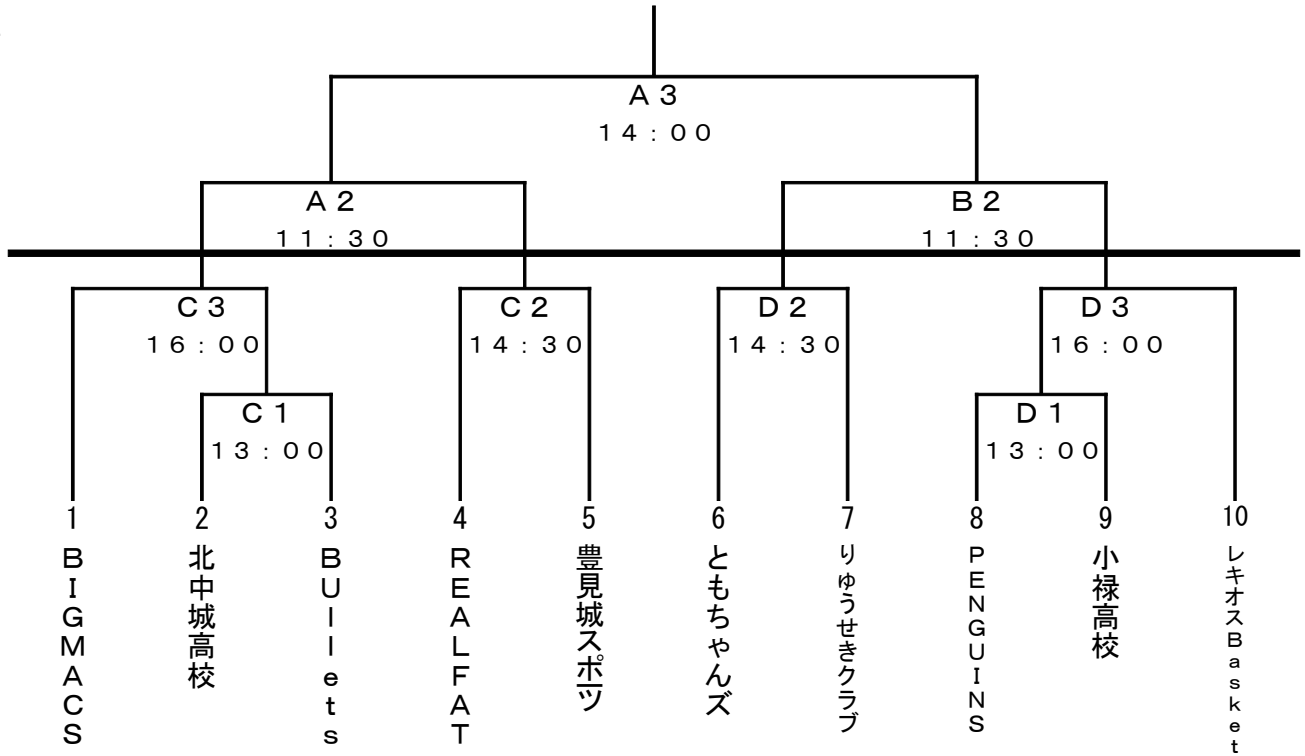 A3
14:00
A2
11:30
B2
11:30
C3
16:00
C2
14:30
D2
14:30
D3
16:00
C1
13:00
D1
13:00
1
2
3
4
5
6
7
8
9
10
BIGMACS
北中城高校
BUllets
REALFAT
豊見城スポーツ
ともちゃんズ
りゅうせきクラブ
PENGUINS
小禄高校
レキオスBasket